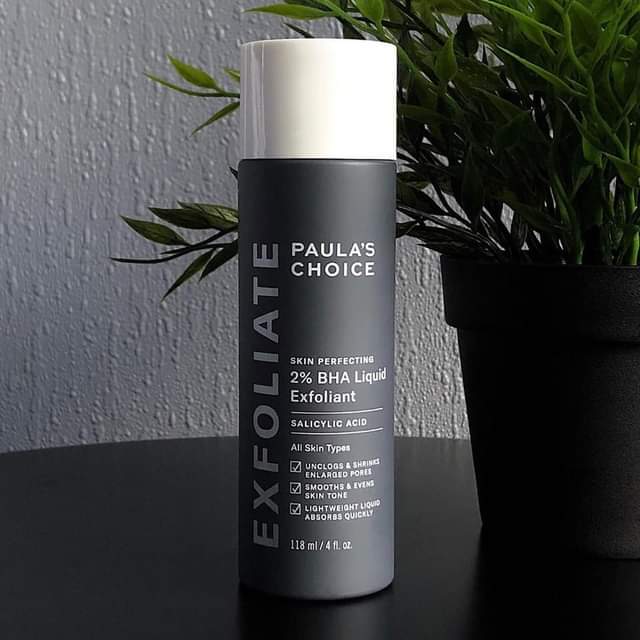 EXFOLIATE
PAULA'S
CHOICE
SKIN PERFECTING
2% BHA Liquid
Exfoliant
SALICYLIC ACID
All Skin Types
UNCLOGS & SHRINKS
ENLARGED PORES
SMOOTHS & EVENS
SKIN TONE
LIGHTWEIGHT LIQUID
ABSORBS QUICKLY
118 ml / 4 fl. oz.